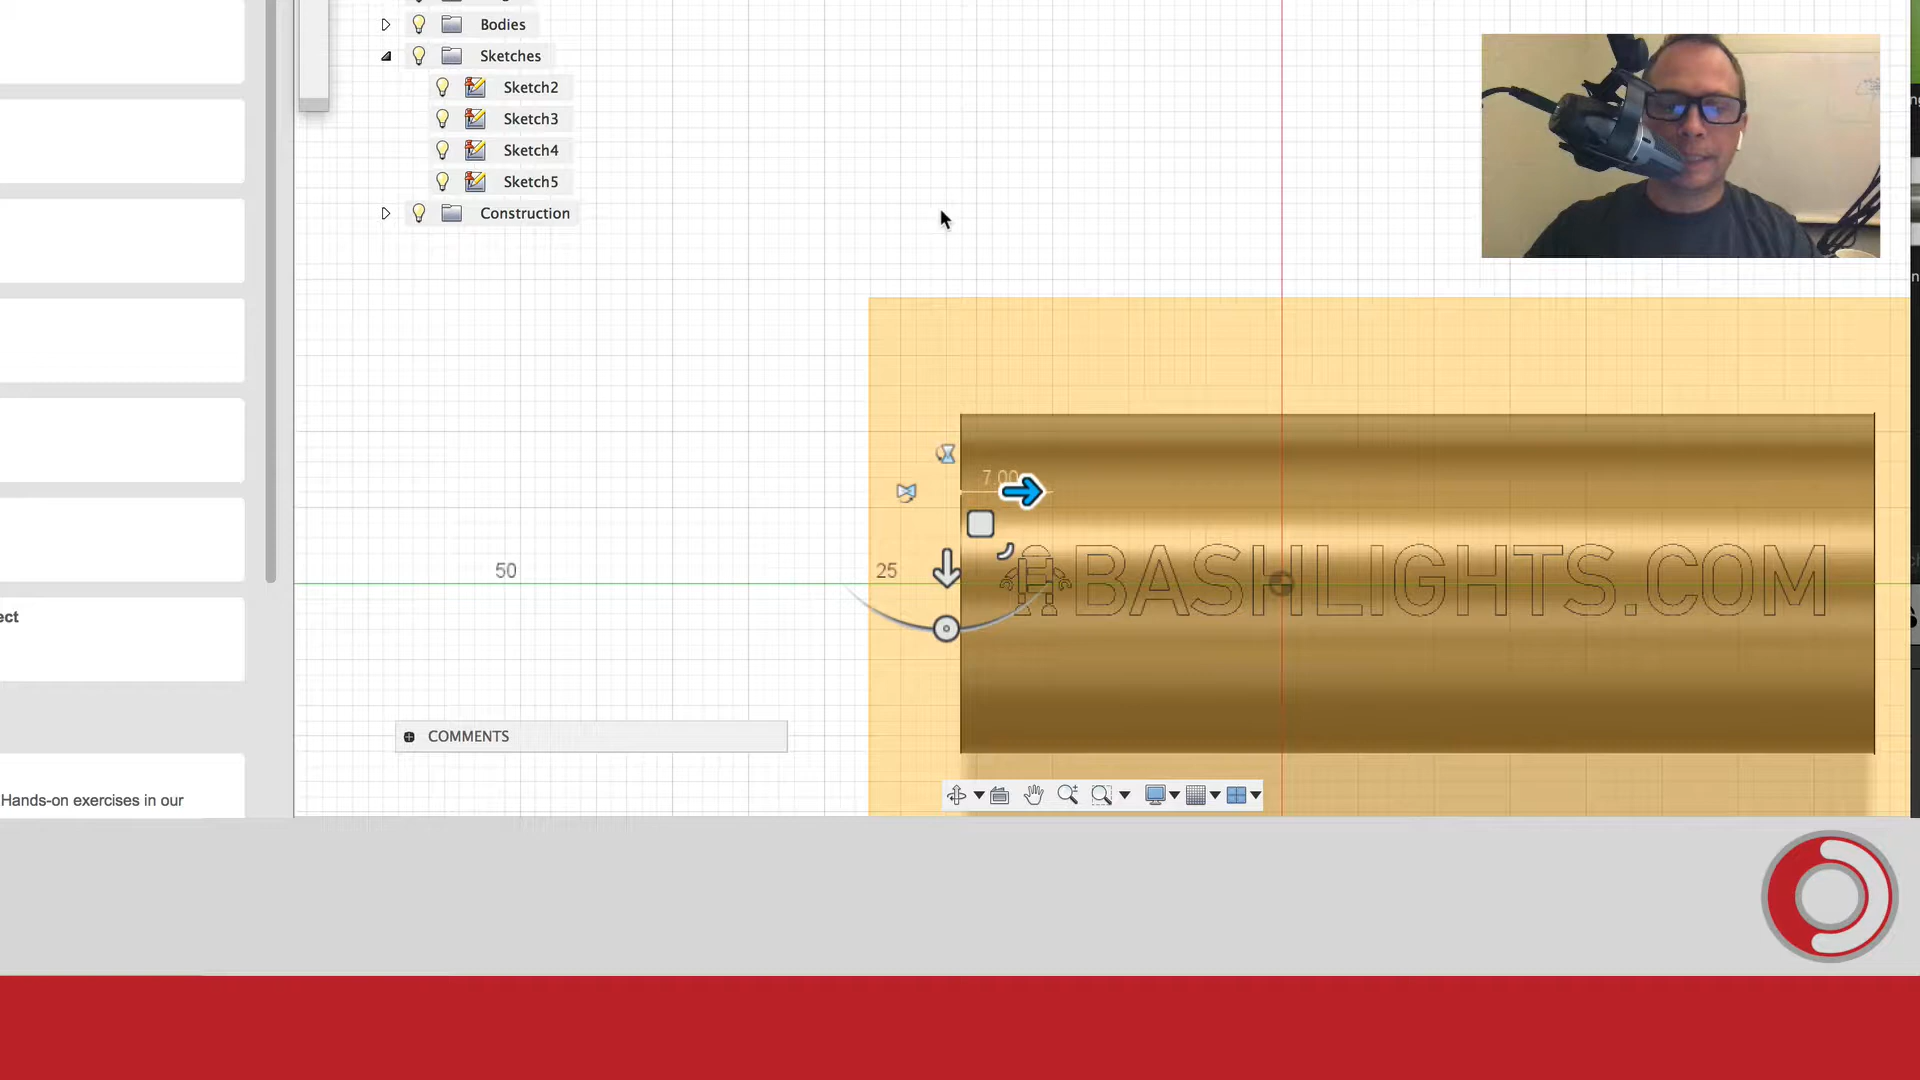 Bodies
Sketches
Sketch2
Sketch3
Sketch4
Sketch5
Construction
7.00
50
25
BASHLIGHTS.COM
ect
COMMENTS
Hands-on exercises in our